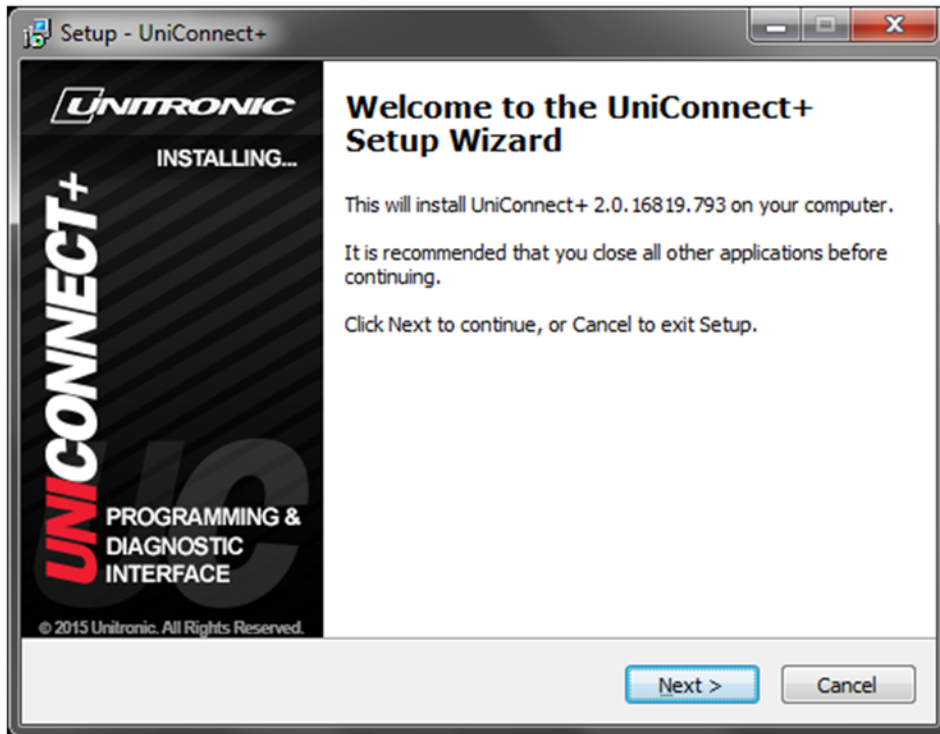 Setup - UniConnect+
UNITRONIC
INSTALLING...
UNICONNECT+
UC
PROGRAMMING &
DIAGNOSTIC
INTERFACE
© 2015 Unitronic. All Rights Reserved.
Welcome to the UniConnect+
Setup Wizard
This will install UniConnect+ 2.0.16819.793 on your computer.
It is recommended that you close all other applications before
continuing.
Click Next to continue, or Cancel to exit Setup.
Next >
Cancel